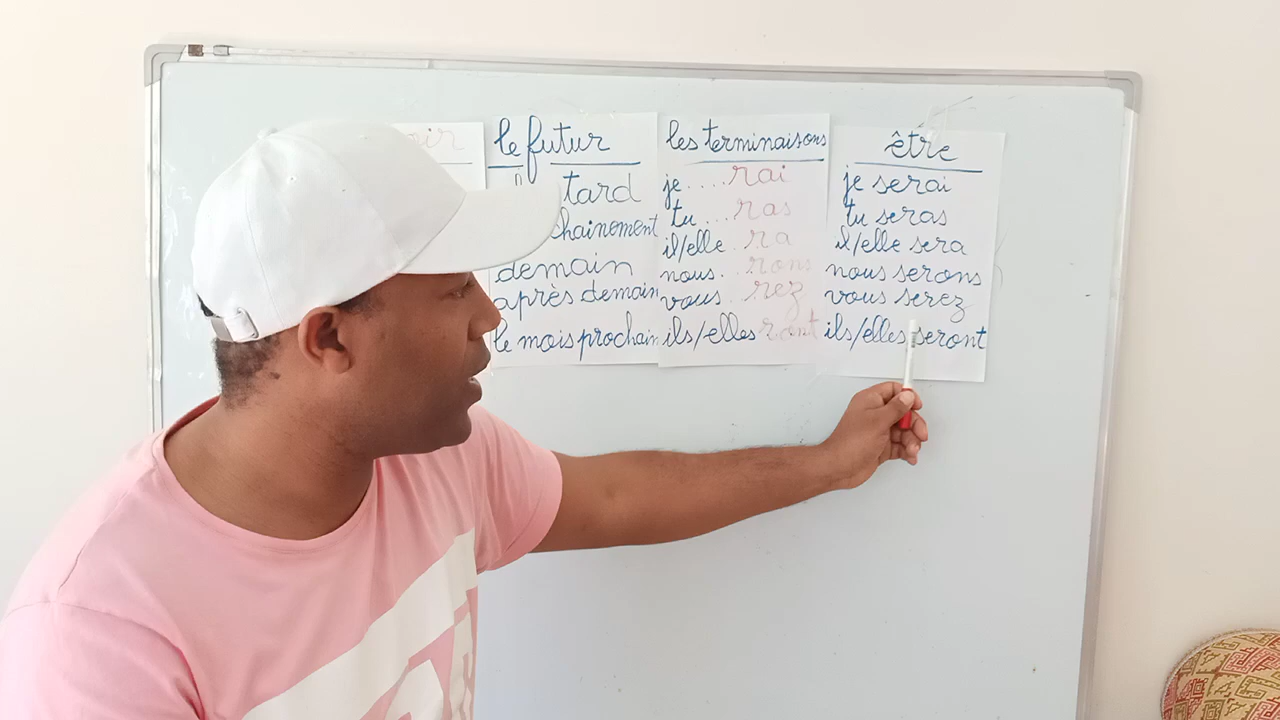 le futur
tard
chainement
demain
après demain
le mois prochain
les terminaisons
je....rai
tu...ras
il/elle..ra
nous..rons
vous..rez
ils/elles ront
être
je serai
tu seras
il/elle sera
nous serons
vous serez
ils/elles seront